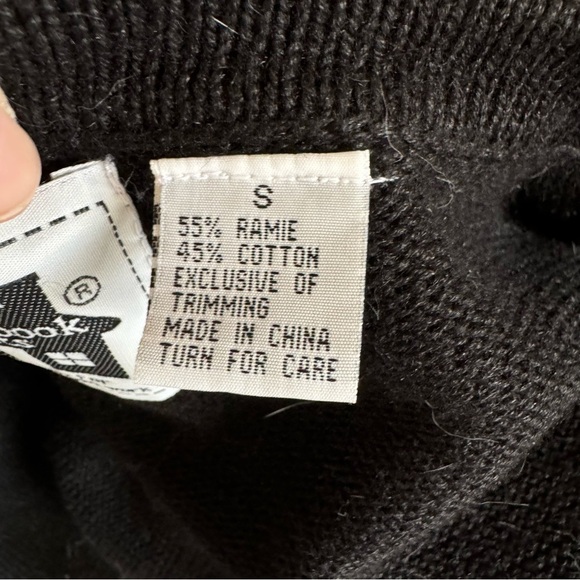 S
55% RAMIE
45% COTTON
EXCLUSIVE OF
TRIMMING
MADE IN CHINA
TURN FOR CARE
®